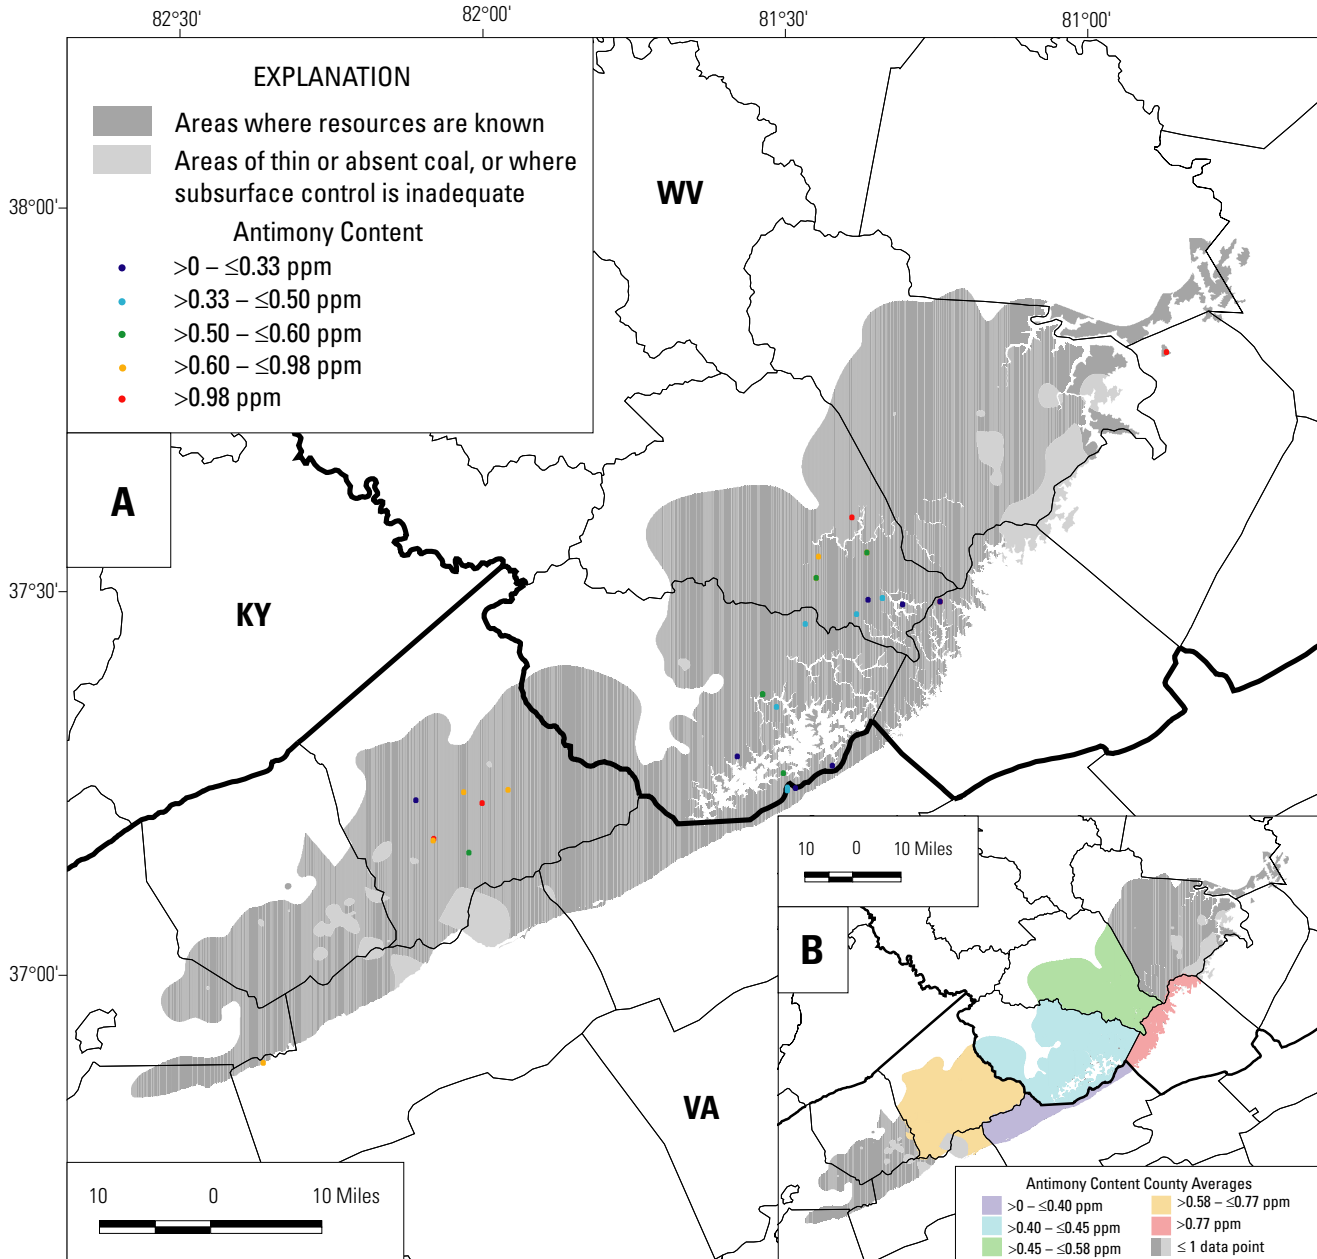 82°30'
82°00'
81°30'
81°00'
EXPLANATION
Areas where resources are known
Areas of thin or absent coal, or where
subsurface control is inadequate
Antimony Content
>0 – ≤0.33 ppm
>0.33 – ≤0.50 ppm
>0.50 – ≤0.60 ppm
>0.60 – ≤0.98 ppm
>0.98 ppm
38°00'
37°30'
37°00'
WV
A
KY
VA
10 0 10 Miles
10 0 10 Miles
B
Antimony Content County Averages
>0 – ≤0.40 ppm
>0.40 – ≤0.45 ppm
>0.45 – ≤0.58 ppm
>0.58 – ≤0.77 ppm
>0.77 ppm
≤ 1 data point